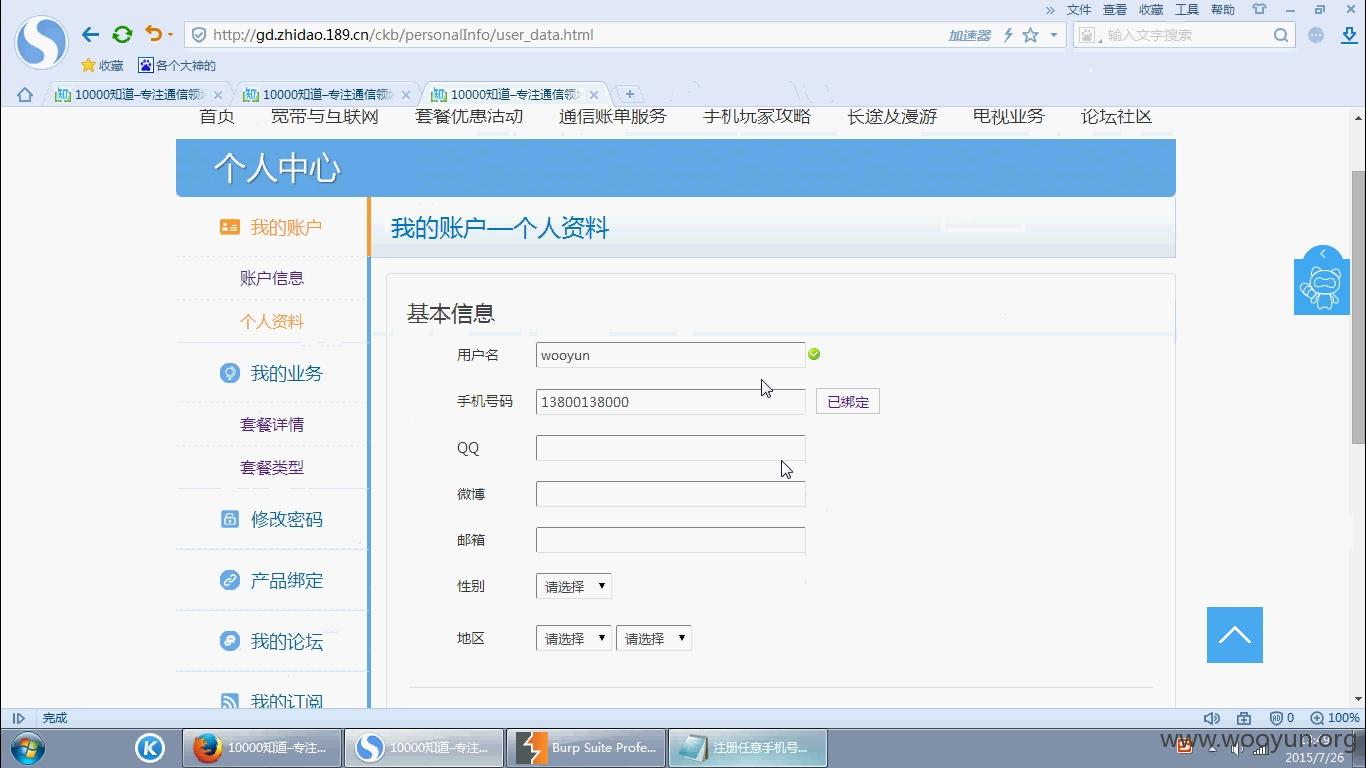 » 文件 查看 收藏 工具 帮助
http://gd.zhidao.189.cn/ckb/personalInfo/user_data.html 加速器 输入文字搜索
收藏 各个大神的
10000知道–专注通信领 10000知道–专注通信领 10000知道–专注通信领
首页 宽带与互联网 套餐优惠活动 通信账单服务 手机玩家攻略 长途及漫游 电视业务 论坛社区
个人中心
我的账户
账户信息
个人资料
我的业务
套餐详情
套餐类型
修改密码
产品绑定
我的论坛
我的订阅
我的账户—个人资料
基本信息
用户名 wooyun
手机号码 13800138000 已绑定
QQ
微博
邮箱
性别 请选择
地区 请选择 请选择
完成 0 100%
10000知道–专注... 10000知道–专注... Burp Suite Profe... 注册任意手机号...
www.wooyun.org
2015/7/26